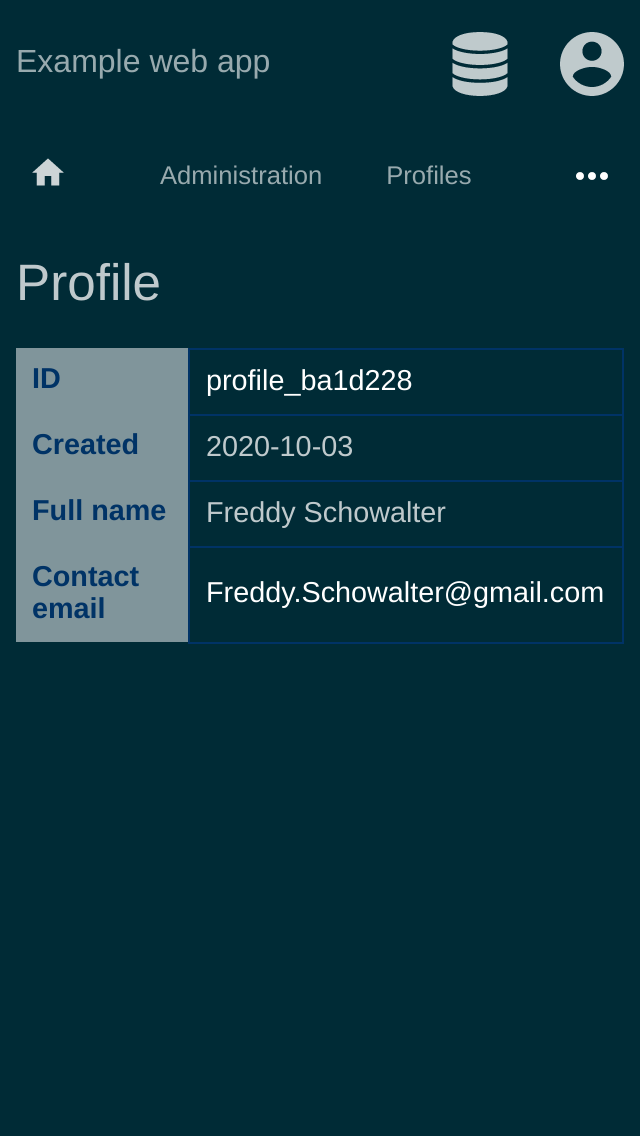 Example web app
Administration Profiles
Profile
ID profile_ba1d228
Created 2020-10-03
Full name Freddy Schowalter
Contact
email Freddy.Schowalter@gmail.com